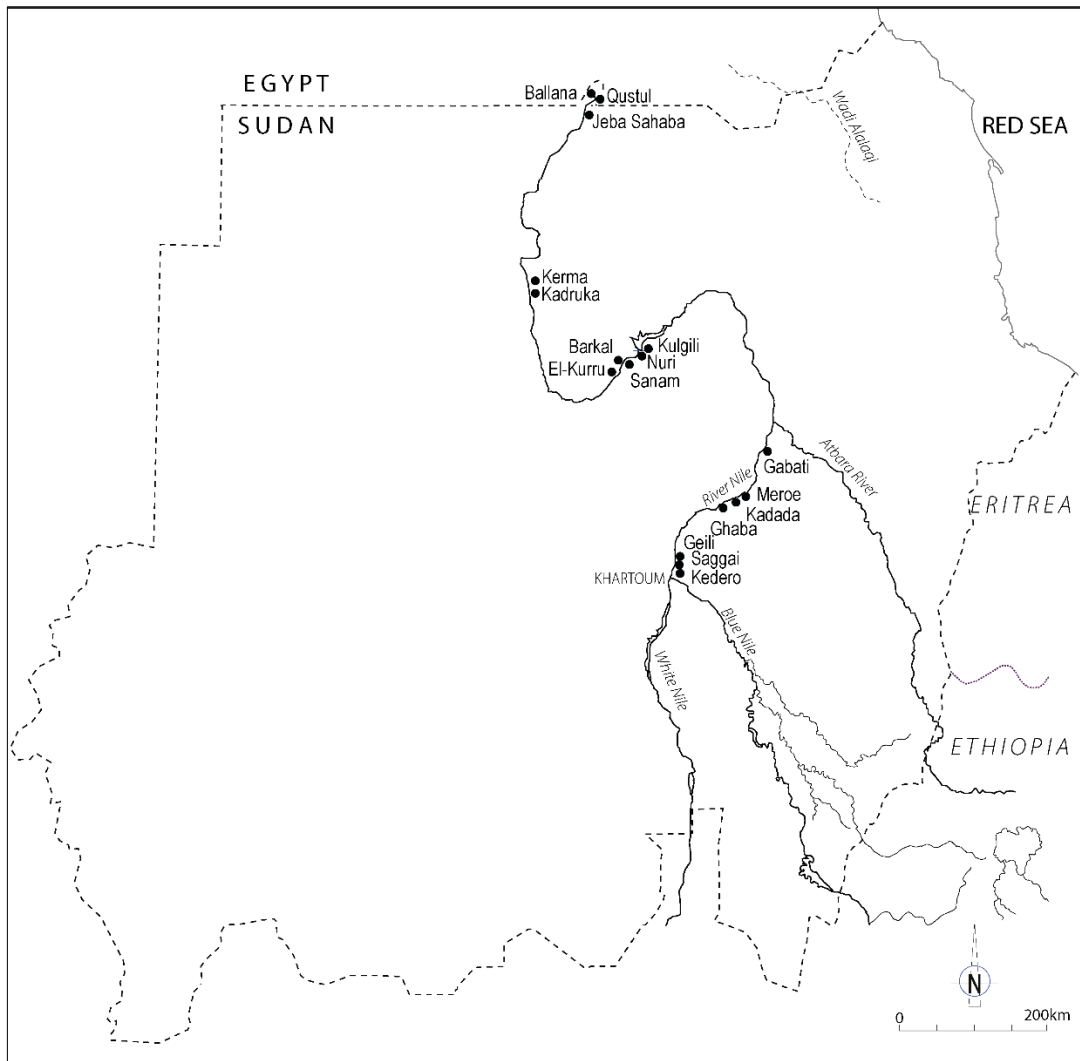 EGYPT
SUDAN
RED SEA
Wadi Alalaqi
Ballana
Qustul
Jeba Sahaba
Kerma
Kadruka
Barkal
Kulgili
El-Kurru
Nuri
Sanam
Gabati
Atbara River
River Nile
Meroe
Kadada
Ghaba
ERITREA
Geili
Saggai
KHARTOUM
Kedero
Blue Nile
White Nile
ETHIOPIA
N
0 200km